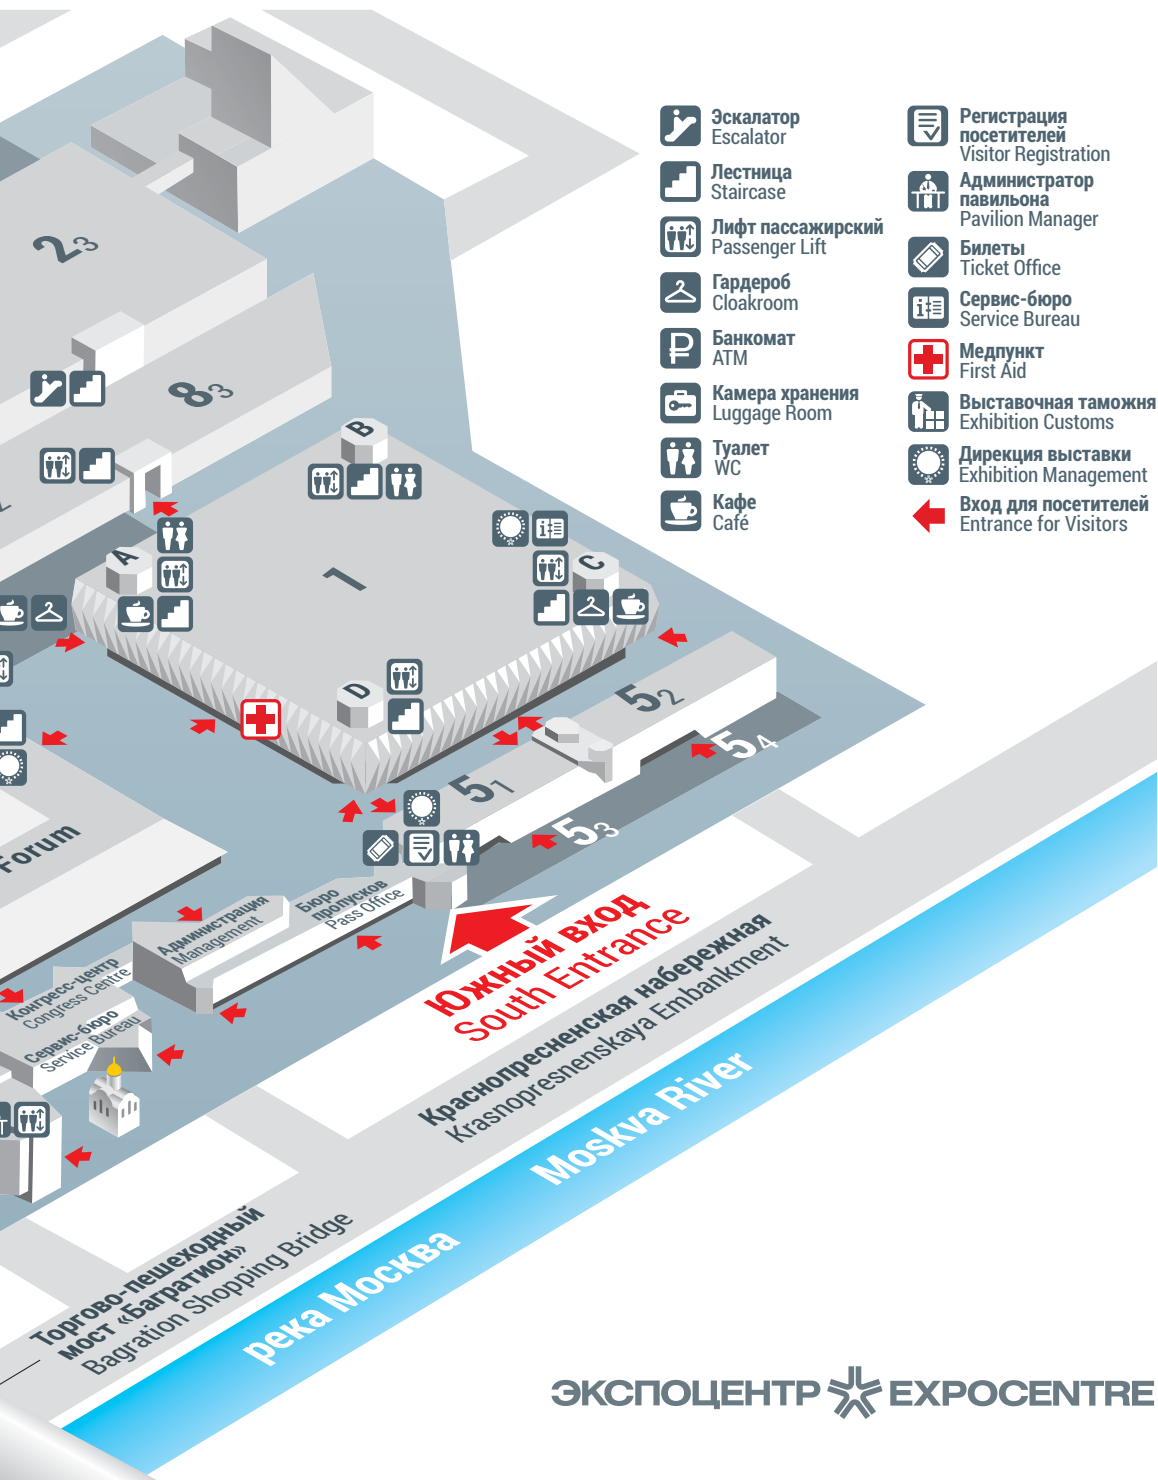 Эскалатор
Escalator
Лестница
Staircase
Лифт пассажирский
Passenger Lift
Гардероб
Cloakroom
Банкомат
ATM
Камера хранения
Luggage Room
Туалет
WC
Кафе
Café
Регистрация
посетителей
Visitor Registration
Администратор
павильона
Pavilion Manager
Билеты
Ticket Office
Сервис-бюро
Service Bureau
Медпункт
First Aid
Выставочная таможня
Exhibition Customs
Дирекция выставки
Exhibition Management
Вход для посетителей
Entrance for Visitors
23
83
B
A
1
C
D
52
54
51
53
Forum
Бюро
пропусков
Pass Office
Администрация
Management
Конгресс-центр
Congress Centre
Сервис-бюро
Service Bureau
Южный вход
South Entrance
Краснопресненская набережная
Krasnopresnenskaya Embankment
Moskva River
река Москва
Торгово-пешеходный
мост «Багратион»
Bagration Shopping Bridge
ЭКСПОЦЕНТР EXPOCENTRE